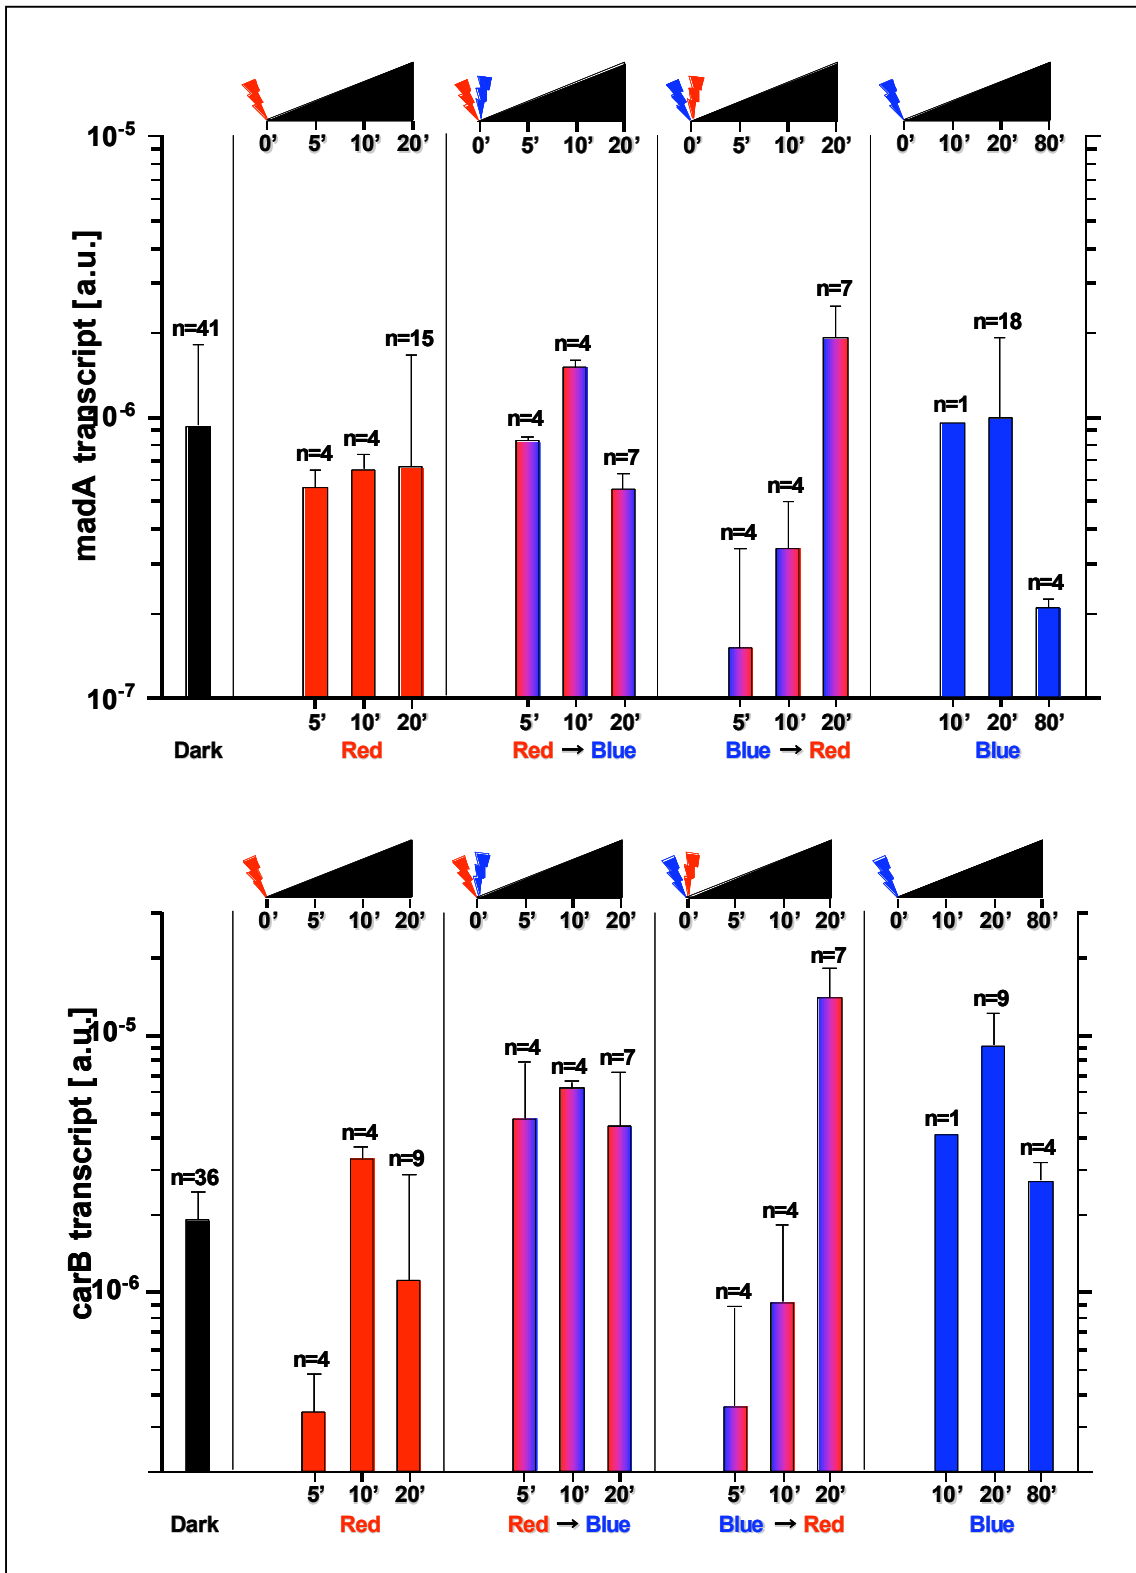 0’ 5’ 10’ 20’ 0’ 5’ 10’ 20’ 0’ 5’ 10’ 20’ 0’ 10’ 20’ 80’
10-5
madA transcript [ a.u.]
n=41
n=4
n=4
n=15
n=4
n=4
n=7
n=4
n=4
n=7
n=1
n=18
n=4
10-6
10-7
5’ 10’ 20’ 5’ 10’ 20’ 5’ 10’ 20’ 10’ 20’ 80’
Dark Red Red → Blue Blue → Red Blue
0’ 5’ 10’ 20’ 0’ 5’ 10’ 20’ 0’ 5’ 10’ 20’ 0’ 10’ 20’ 80’
10-5
carB transcript [ a.u.]
n=36
n=4
n=4
n=9
n=4
n=4
n=7
n=4
n=4
n=7
n=1
n=9
n=4
10-6
5’ 10’ 20’ 5’ 10’ 20’ 5’ 10’ 20’ 10’ 20’ 80’
Dark Red Red → Blue Blue → Red Blue